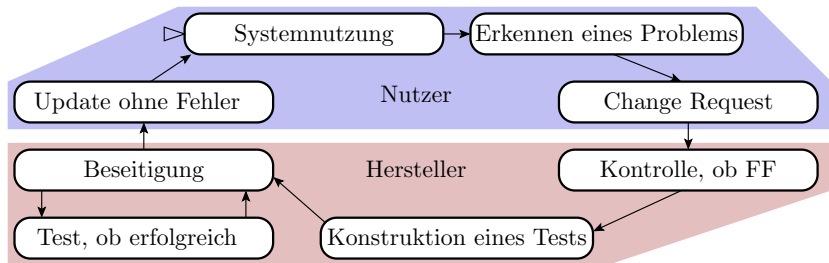 Systemnutzung
Erkennen eines Problems
Update ohne Fehler
Nutzer
Change Request
Beseitigung
Hersteller
Kontrolle, ob FF
Test, ob erfolgreich
Konstruktion eines Tests